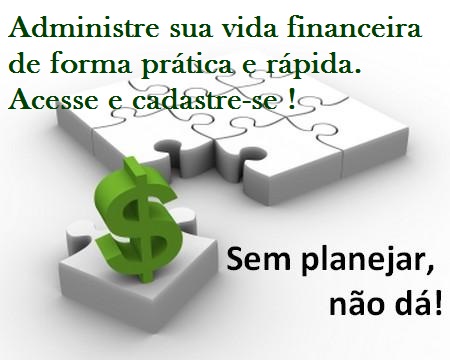 Administre sua vida financeira
de forma prática e rápida.
Acesse e cadastre-se !
Sem planejar,
não dá!